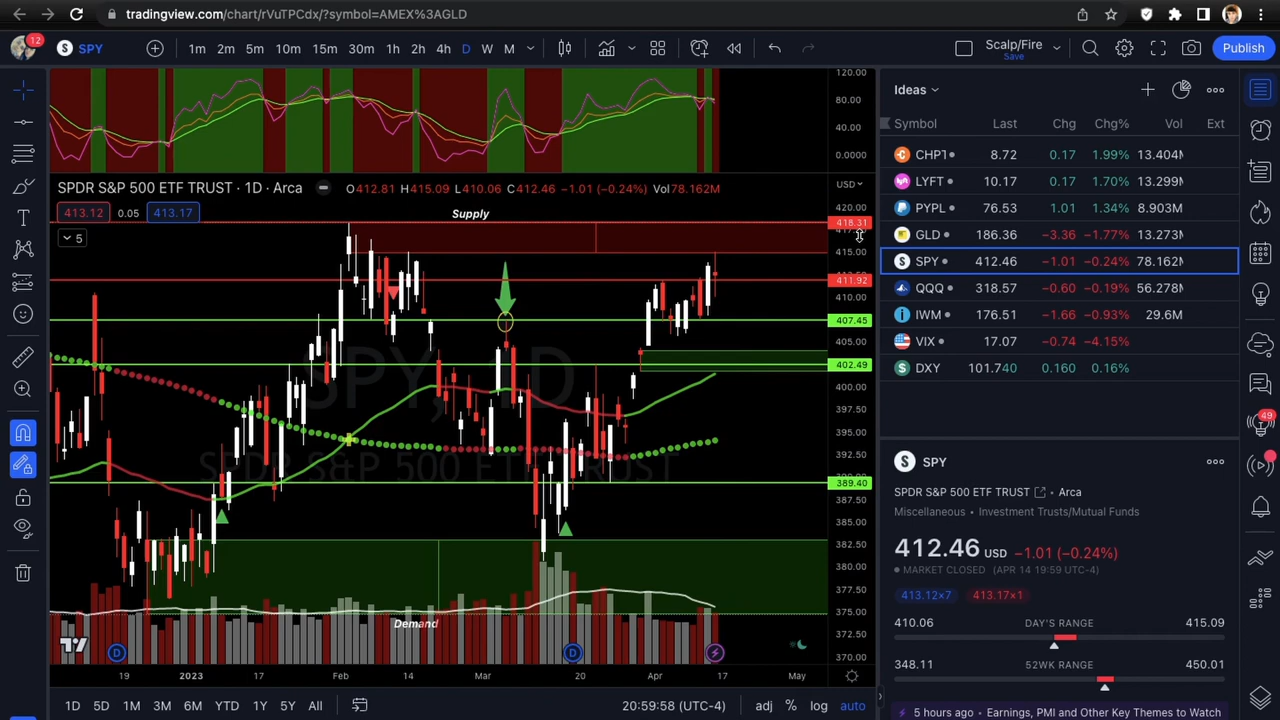 tradingview.com/chart/rVuTPCdx/?symbol=AMEX%3AGLD
12
SPY
1m 2m 5m 10m 15m 30m 1h 2h 4h D W M
Scalp/Fire
Save
Publish
120.00
80.00
40.00
0.0000
SPDR S&P 500 ETF TRUST · 1D · Arca
O412.81 H415.09 L410.06 C412.46 −1.01 (−0.24%) Vol78.162M
USD
413.12 0.05 413.17
5
Supply
420.00
418.31
415.00
411.92
410.00
407.45
405.00
402.49
400.00
397.50
395.00
392.50
389.40
387.50
385.00
382.50
380.00
377.50
375.00
372.50
370.00
SPY, 1D
SPDR S&P 500 ETF TRUST
Demand
D
D
19 2023 17 Feb 14 Mar 20 Apr 17 May
1D 5D 1M 3M 6M YTD 1Y 5Y All
20:59:58 (UTC-4)
adj % log auto
Ideas
Symbol Last Chg Chg% Vol Ext
CHPT 8.72 0.17 1.99% 13.404M
LYFT 10.17 0.17 1.70% 13.299M
PYPL 76.53 1.01 1.34% 8.903M
GLD 186.36 −3.36 −1.77% 13.273M
SPY 412.46 −1.01 −0.24% 78.162M
QQQ 318.57 −0.60 −0.19% 56.278M
IWM 176.51 −1.66 −0.93% 29.6M
VIX 17.07 −0.74 −4.15%
DXY 101.740 0.160 0.16%
SPY
SPDR S&P 500 ETF TRUST Arca
Miscellaneous • Investment Trusts/Mutual Funds
412.46 USD −1.01 (−0.24%)
MARKET CLOSED (APR 14 19:59 UTC-4)
413.12×7 413.17×1
410.06 DAY'S RANGE 415.09
348.11 52WK RANGE 450.01
5 hours ago • Earnings, PMI and Other Key Themes to Watch
49